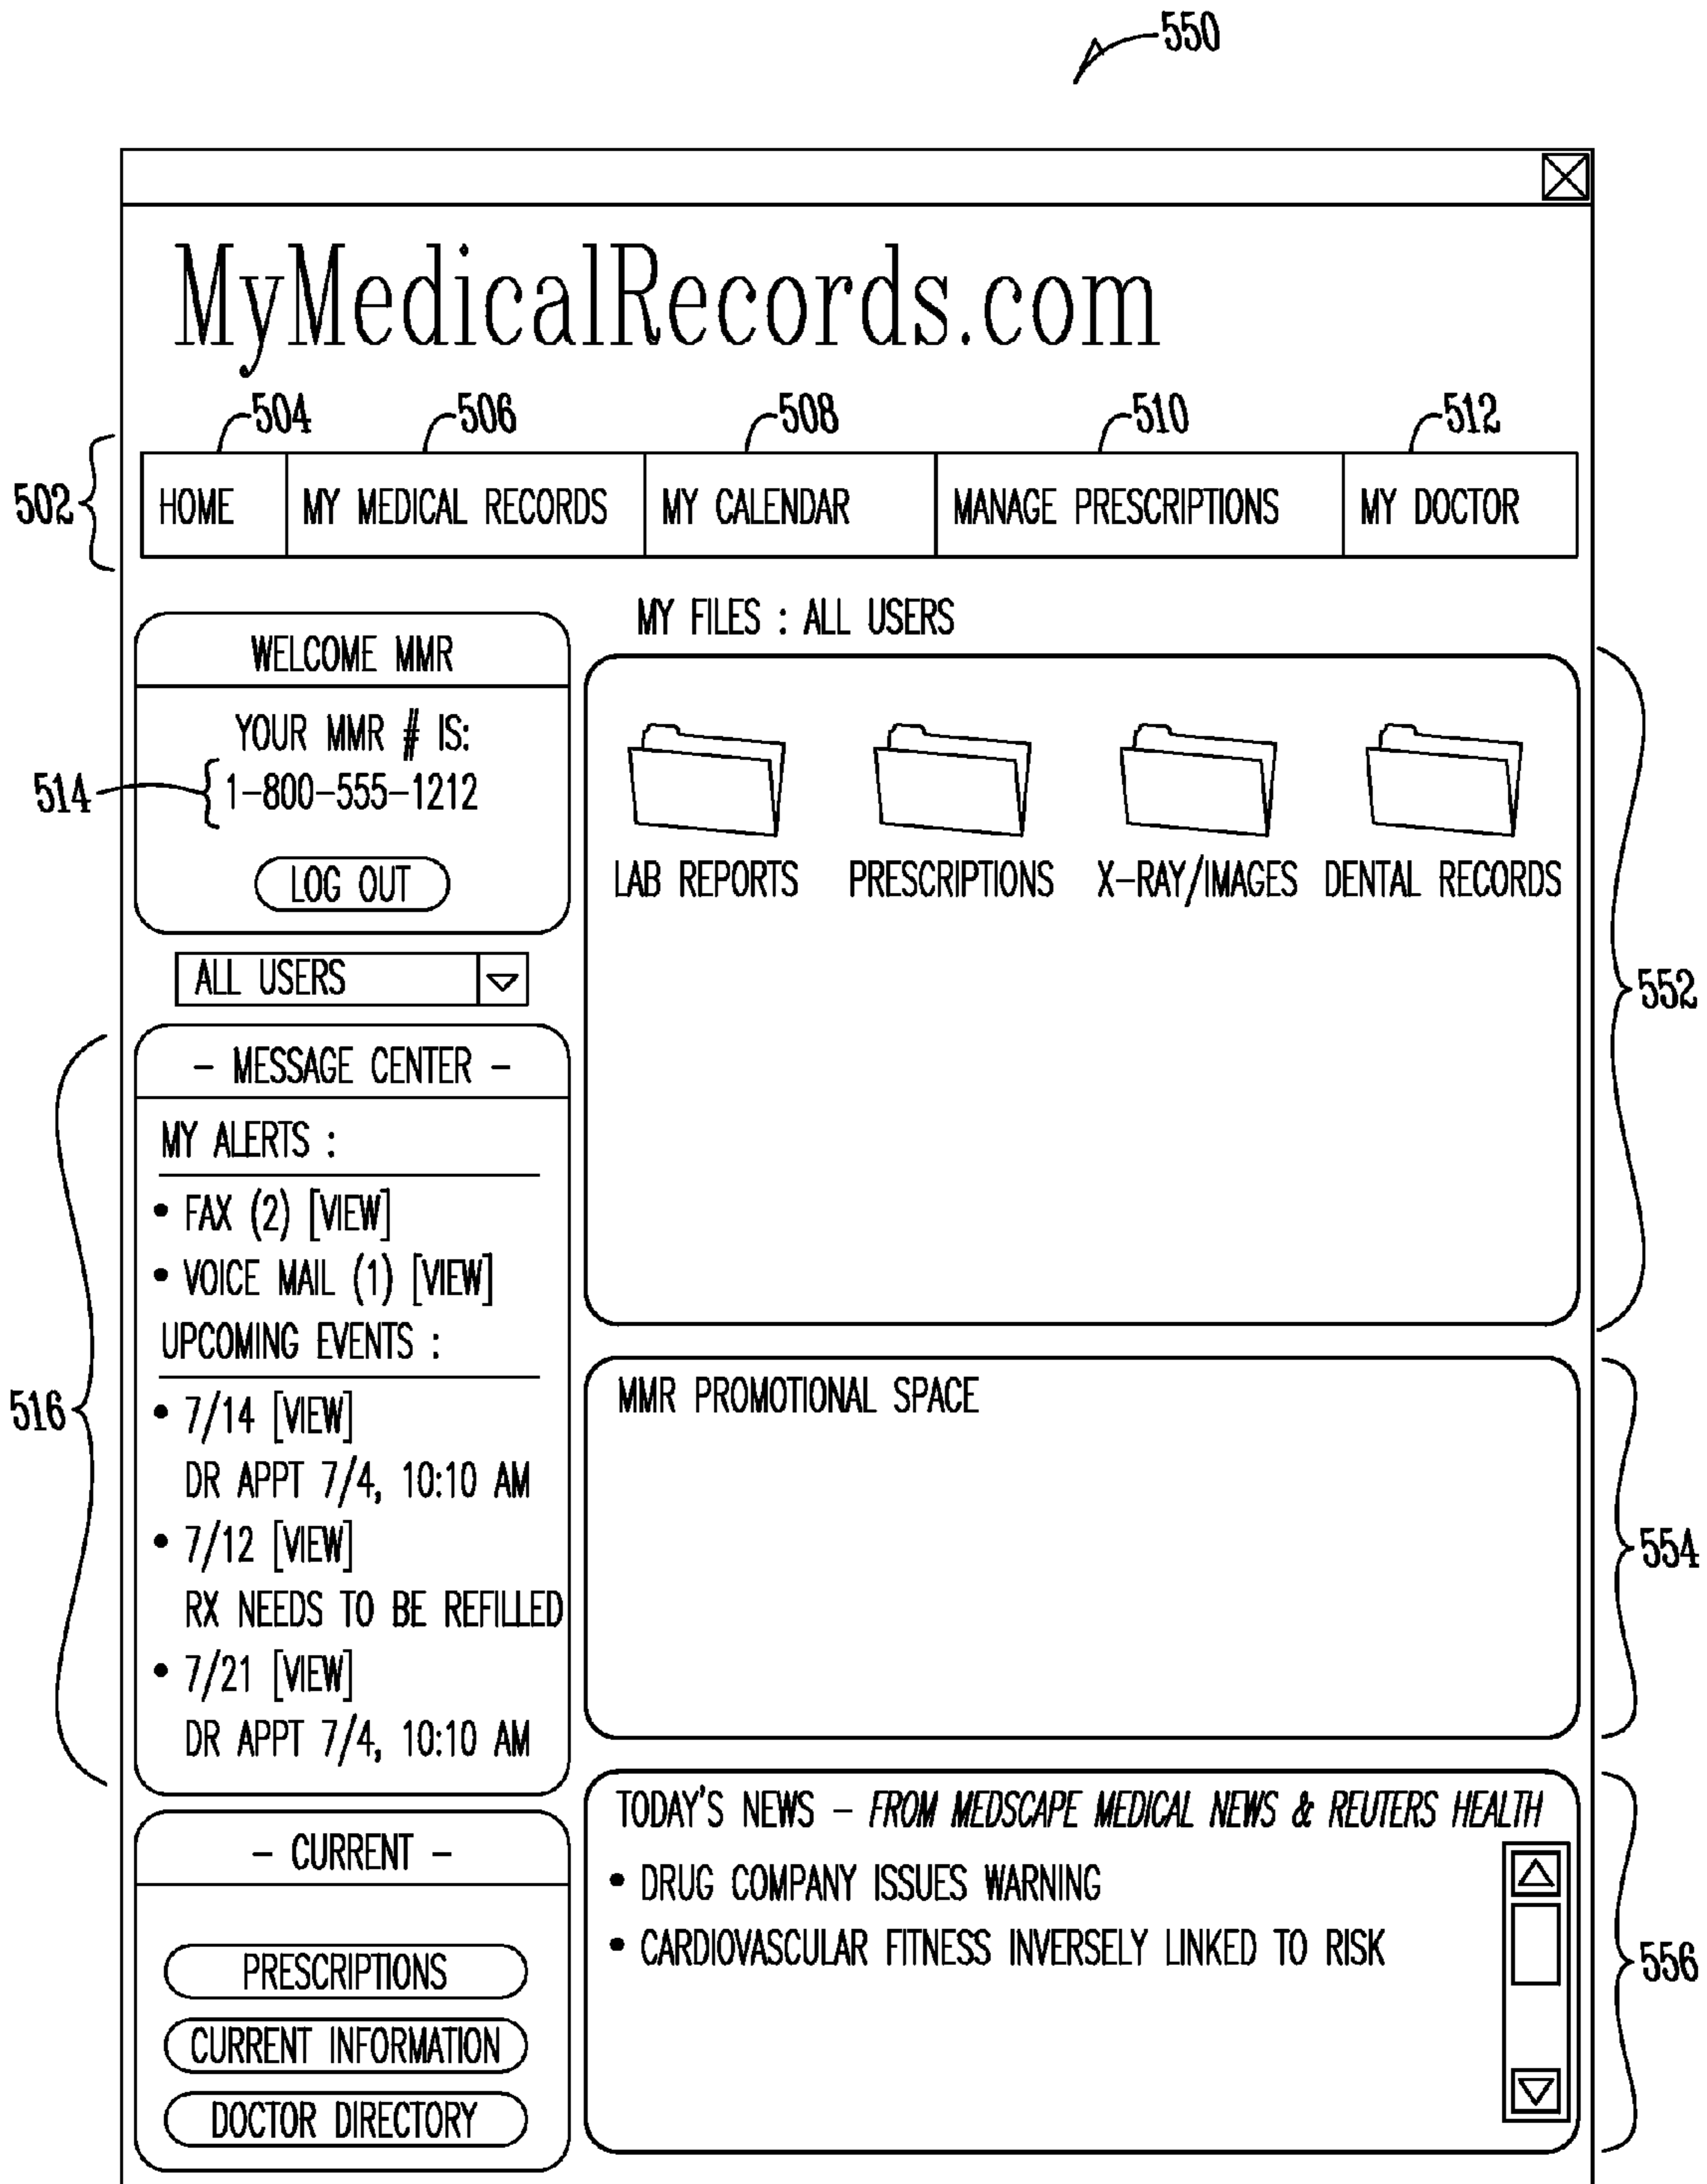 550
MyMedicalRecords.com
504 506 508 510 512
502
HOME MY MEDICAL RECORDS MY CALENDAR MANAGE PRESCRIPTIONS MY DOCTOR
WELCOME MMR
YOUR MMR # IS:
514
1-800-555-1212
LOG OUT
ALL USERS
516
- MESSAGE CENTER -
MY ALERTS :
• FAX (2) [VIEW]
• VOICE MAIL (1) [VIEW]
UPCOMING EVENTS :
• 7/14 [VIEW]
DR APPT 7/4, 10:10 AM
• 7/12 [VIEW]
RX NEEDS TO BE REFILLED
• 7/21 [VIEW]
DR APPT 7/4, 10:10 AM
- CURRENT -
PRESCRIPTIONS
CURRENT INFORMATION
DOCTOR DIRECTORY
MY FILES : ALL USERS
LAB REPORTS PRESCRIPTIONS X-RAY/IMAGES DENTAL RECORDS
552
MMR PROMOTIONAL SPACE
554
TODAY'S NEWS – FROM MEDSCAPE MEDICAL NEWS & REUTERS HEALTH
• DRUG COMPANY ISSUES WARNING
• CARDIOVASCULAR FITNESS INVERSELY LINKED TO RISK
556